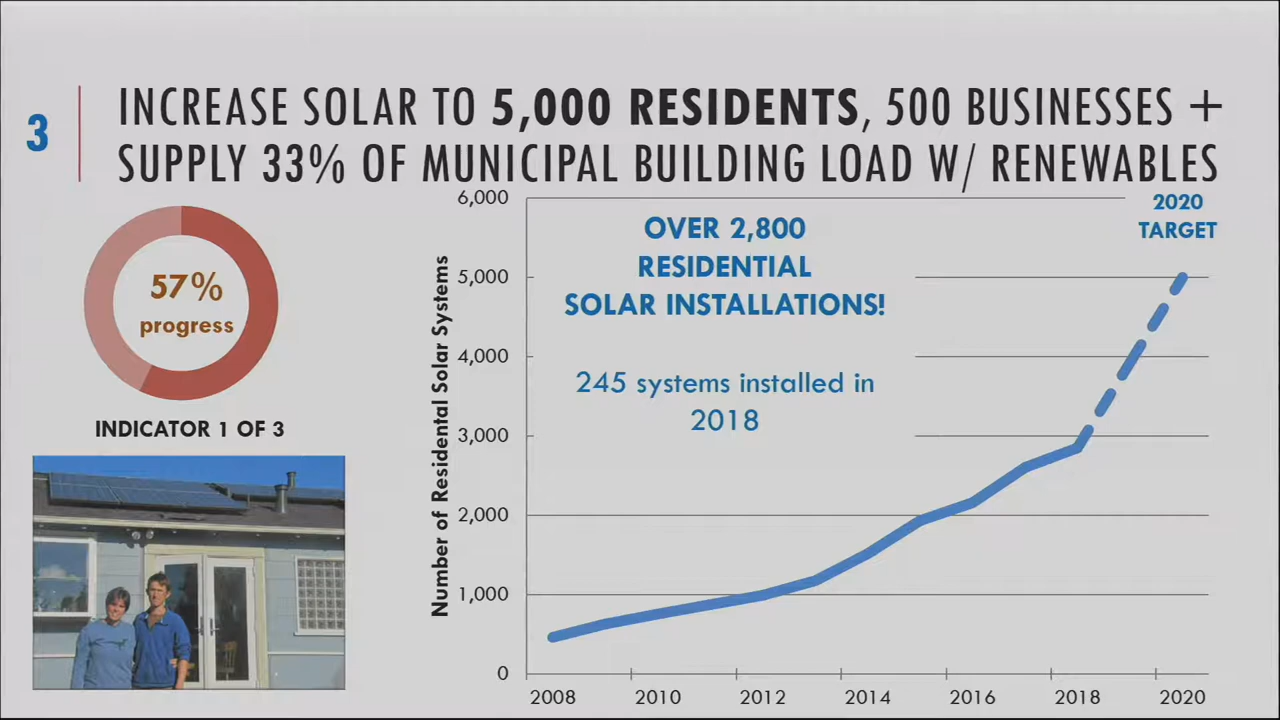 3
INCREASE SOLAR TO 5,000 RESIDENTS, 500 BUSINESSES +
SUPPLY 33% OF MUNICIPAL BUILDING LOAD W/ RENEWABLES
57%
progress
INDICATOR 1 OF 3
Number of Residental Solar Systems
6,000
5,000
4,000
3,000
2,000
1,000
0
OVER 2,800
RESIDENTIAL
SOLAR INSTALLATIONS!
245 systems installed in
2018
2020
TARGET
2008
2010
2012
2014
2016
2018
2020